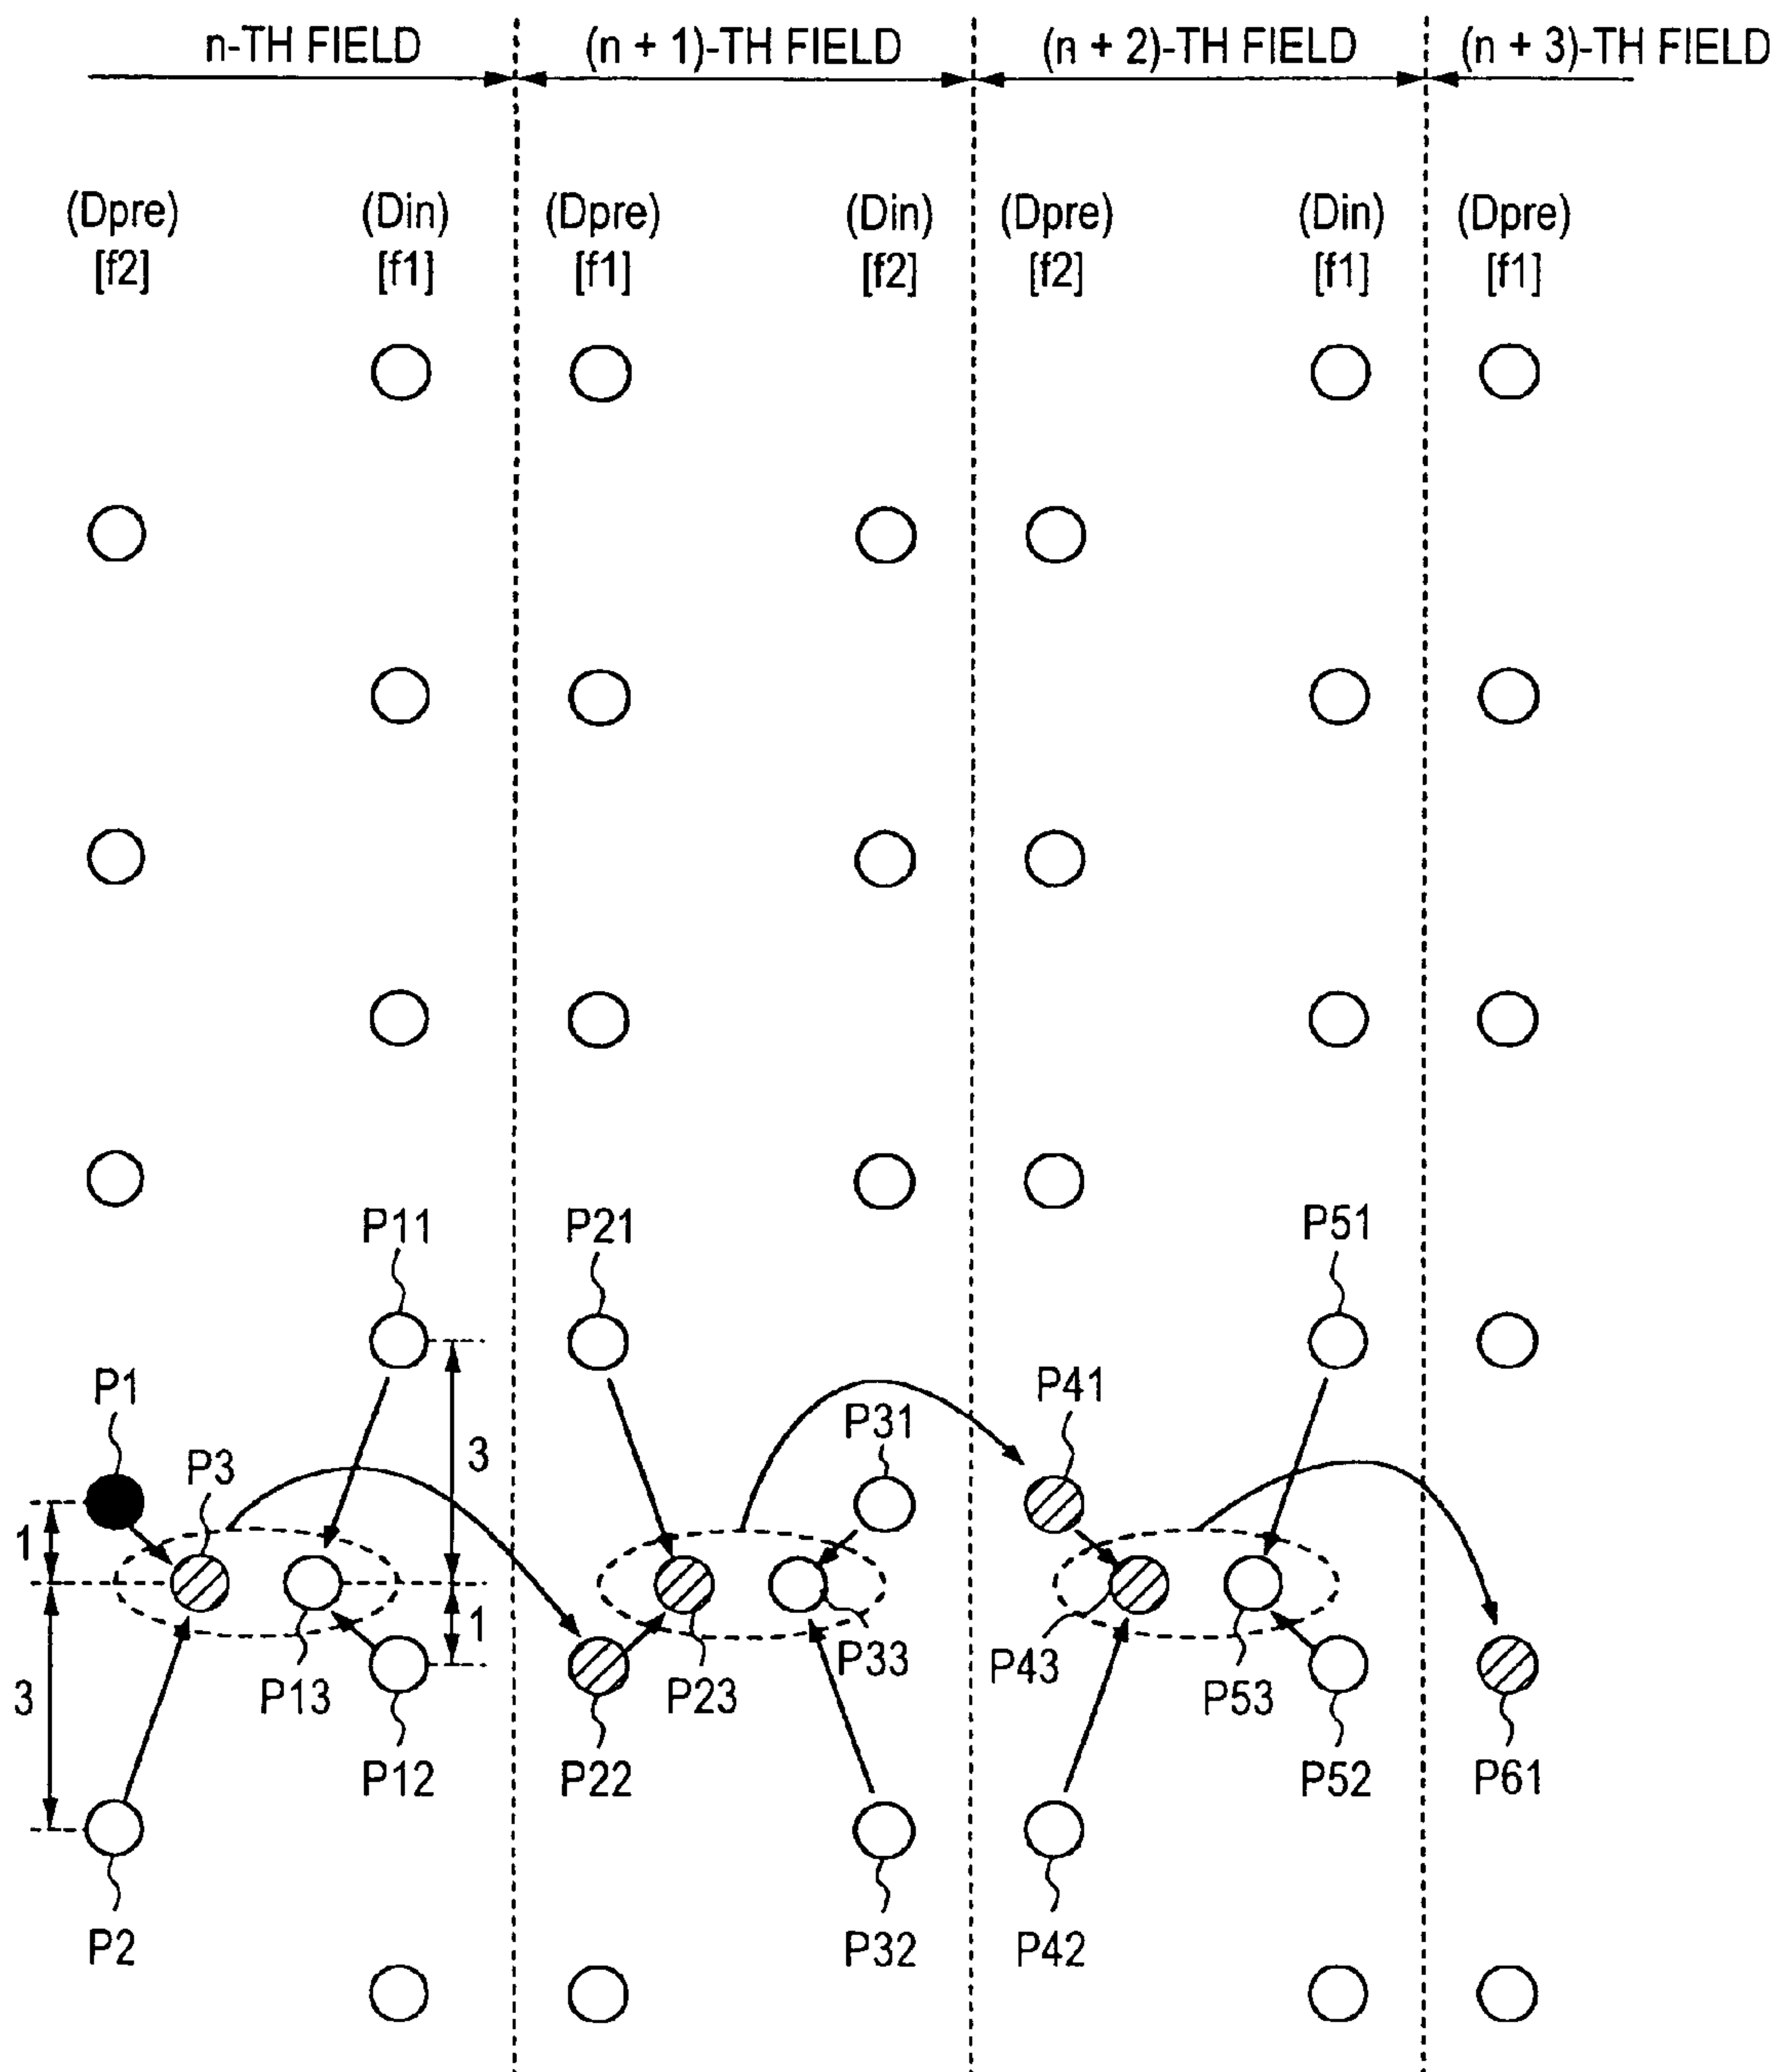 n-TH FIELD (n + 1)-TH FIELD (n + 2)-TH FIELD (n + 3)-TH FIELD
(Dpre) (Din) (Dpre) (Din) (Dpre) (Din) (Dpre)
[f2] [f1] [f1] [f2] [f2] [f1] [f1]
P11 P21 P51
P1 P41
P31
P3 3
1
1
P33 P43
3 P13 P23 P53
P12 P22 P52 P61
P2 P32 P42